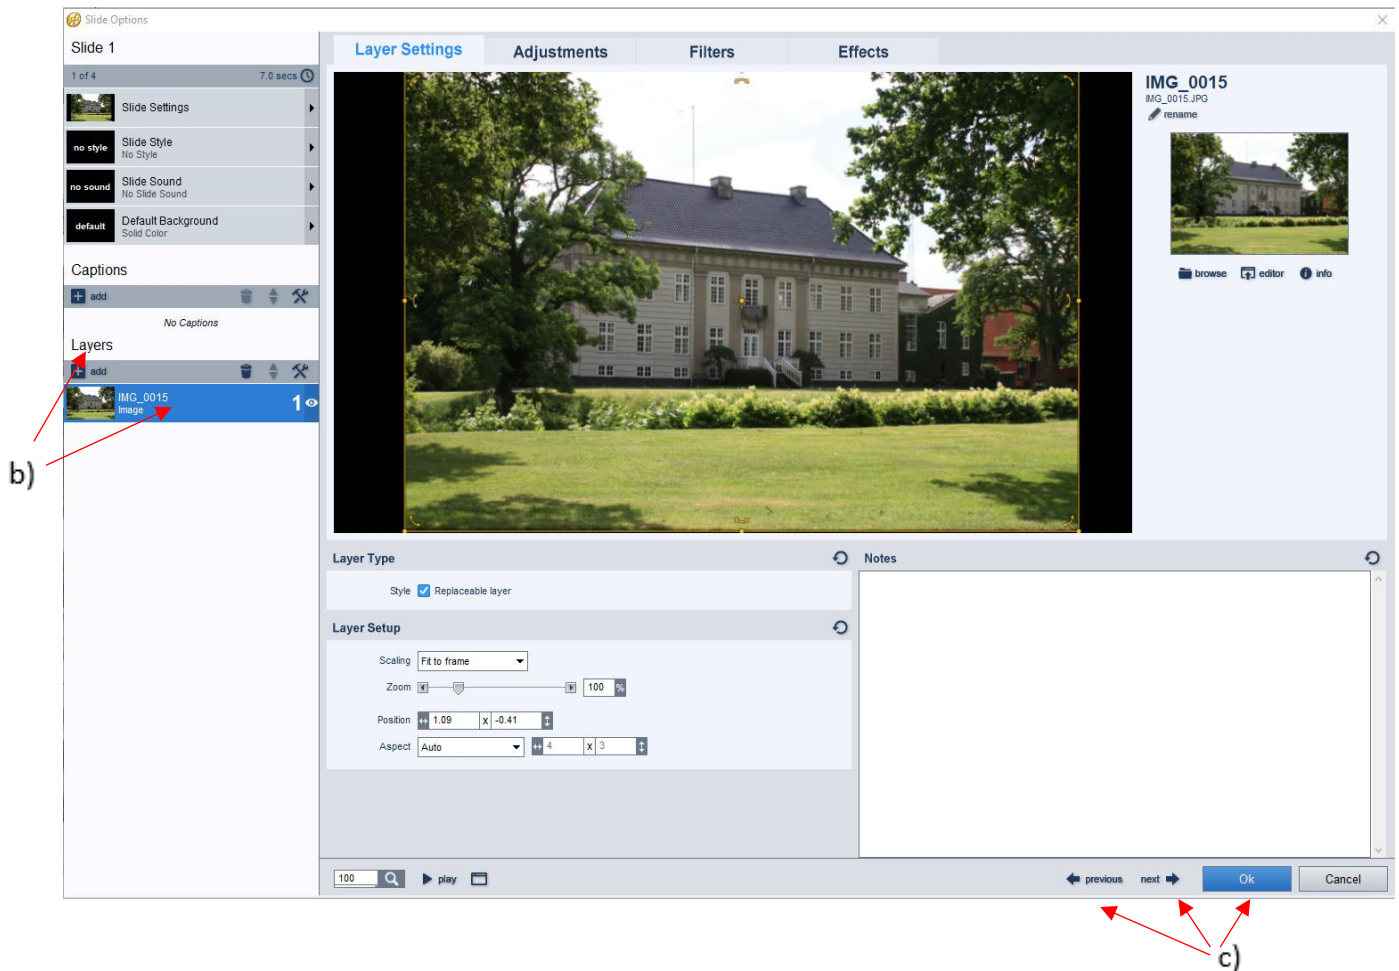 Slide Options
Slide 1
1 of 4 7.0 secs
Slide Settings
no style Slide Style
No Style
no sound Slide Sound
No Slide Sound
default Default Background
Solid Color
Captions
add
No Captions
Layers
add
IMG_0015
Image
1
b)
Layer Settings Adjustments Filters Effects
IMG_0015
IMG_0015.JPG
rename
browse editor info
Layer Type
Style Replaceable layer
Layer Setup
Scaling Fit to frame
Zoom 100 %
Position 1.09 x -0.41
Aspect Auto 4 x 3
Notes
100 play previous next Ok Cancel
c)